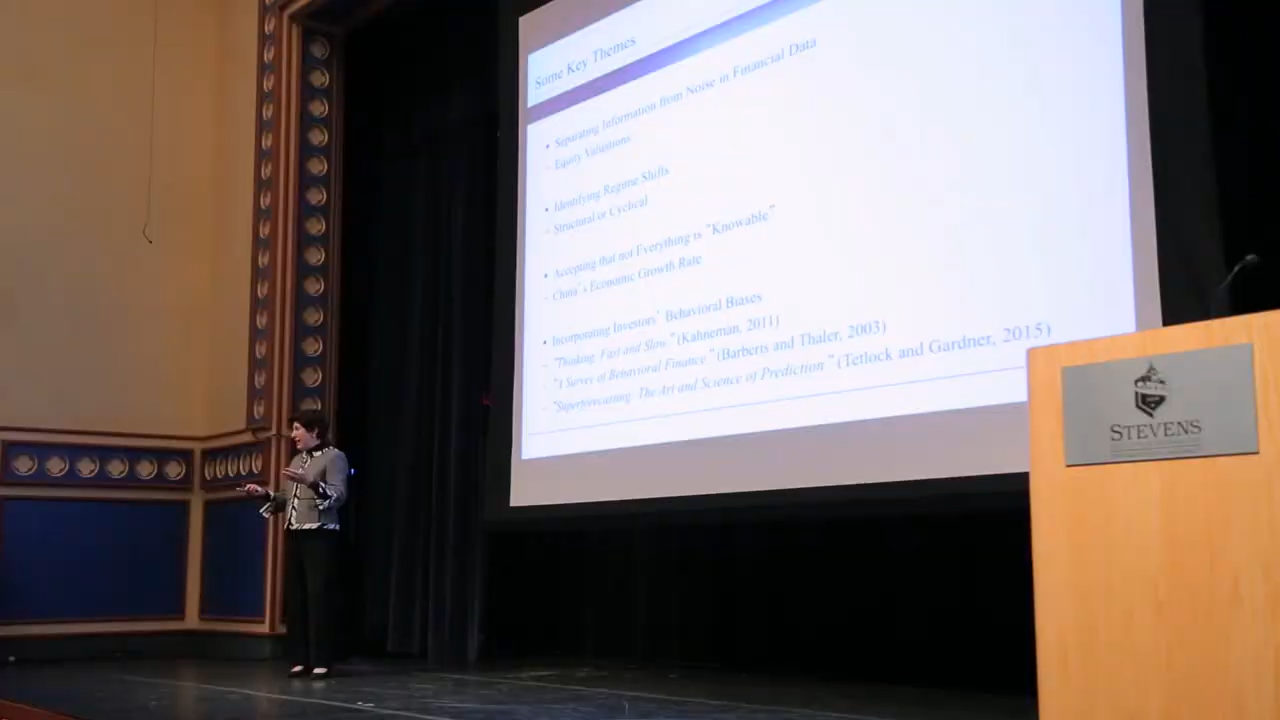 Some Key Themes
• Separating Information from Noise in Financial Data
- Equity Valuations
• Identifying Regime Shifts
- Structural or Cyclical
• Accepting that not Everything is “Knowable”
- China’s Economic Growth Rate
• Incorporating Investors’ Behavioral Biases
- “Thinking, Fast and Slow” (Kahneman, 2011)
- “A Survey of Behavioral Finance” (Barberis and Thaler, 2003)
- “Superforecasting: The Art and Science of Prediction” (Tetlock and Gardner, 2015)
STEVENS